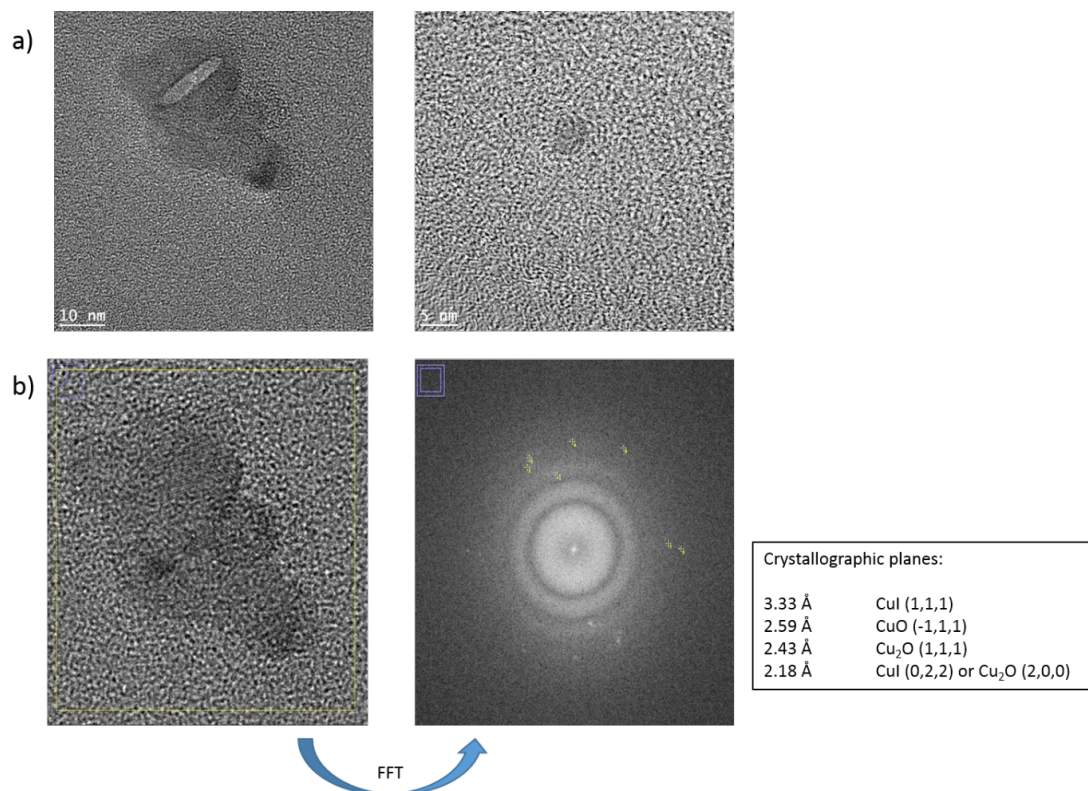 a)
10 nm
5 nm
b)
Crystallographic planes:
3.33 Å CuI (1,1,1)
2.59 Å CuO (-1,1,1)
2.43 Å Cu₂O (1,1,1)
2.18 Å CuI (0,2,2) or Cu₂O (2,0,0)
FFT